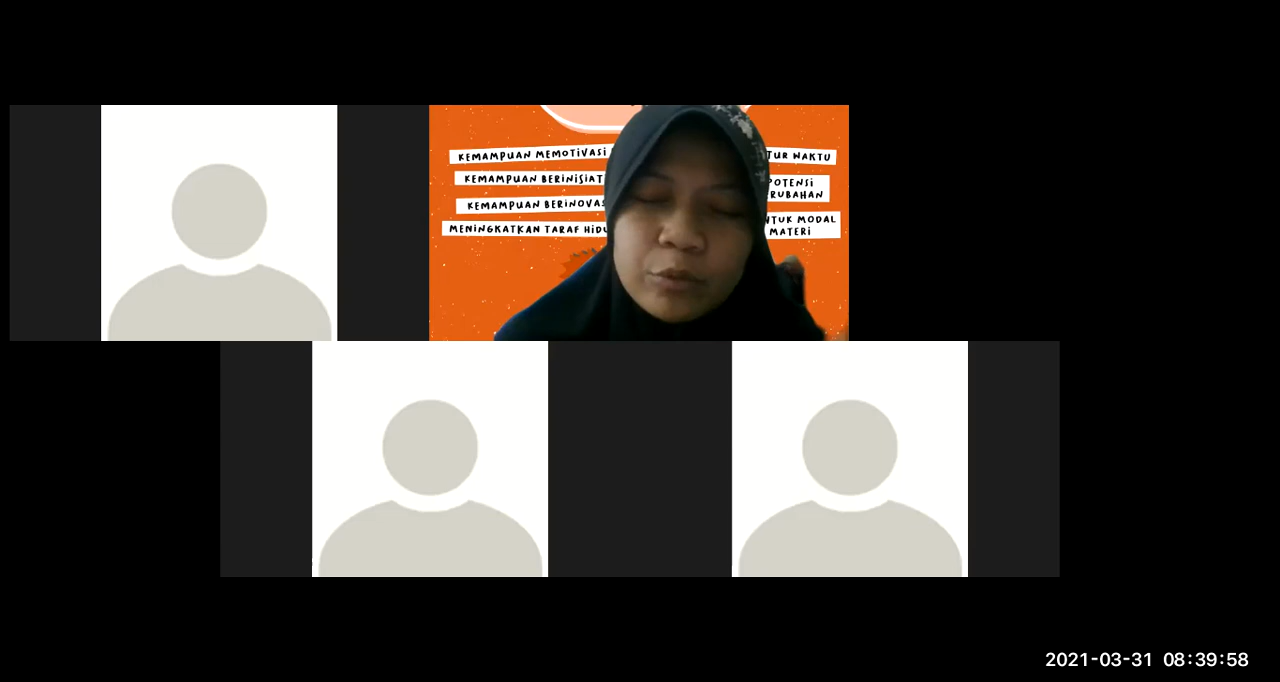 KEMAMPUAN MEMOTIVASI
KEMAMPUAN BERINISIAT
KEMAMPUAN BERINOVAS
MENINGKATKAN TARAF HIDU
TUR WAKTU
POTENSI
RUBAHAN
TUK MODAL
MATERI
2021-03-31 08:39:58